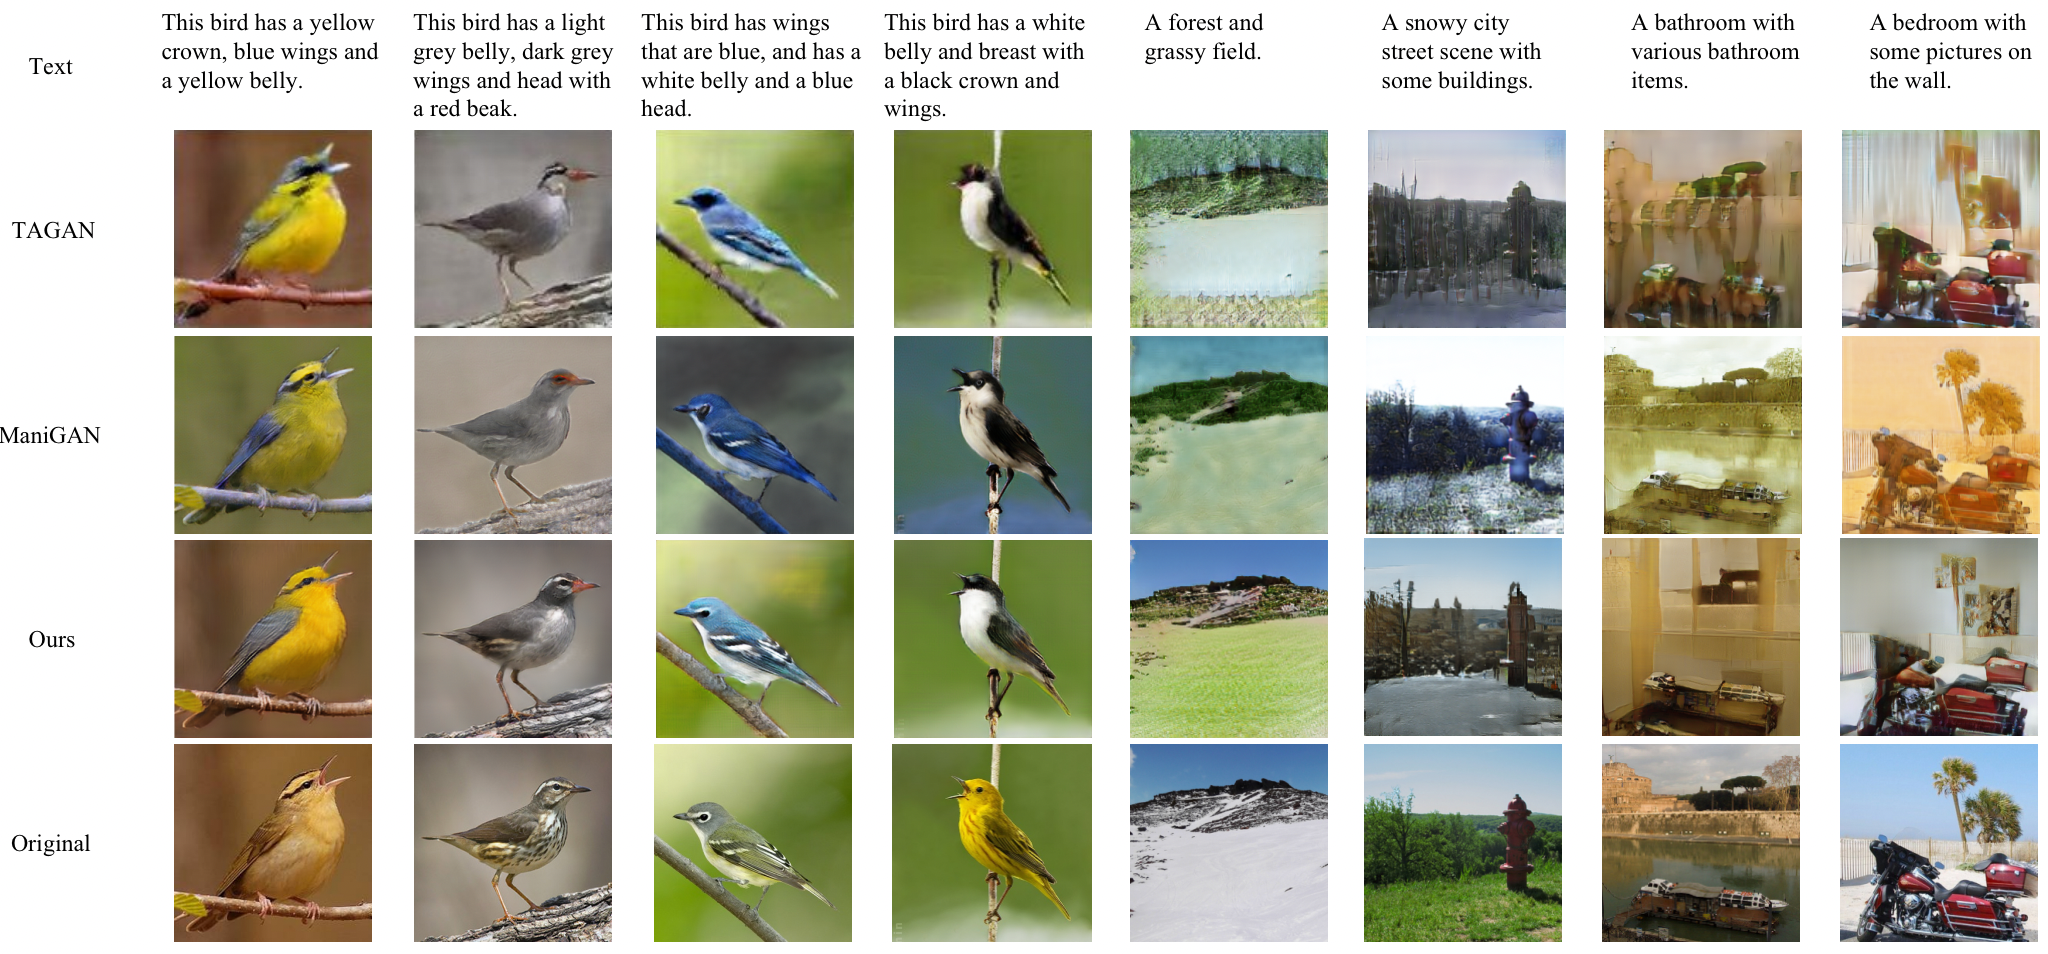 Text
This bird has a yellow
crown, blue wings and
a yellow belly.
This bird has a light
grey belly, dark grey
wings and head with
a red beak.
This bird has wings
that are blue, and has a
white belly and a blue
head.
This bird has a white
belly and breast with
a black crown and
wings.
A forest and
grassy field.
A snowy city
street scene with
some buildings.
A bathroom with
various bathroom
items.
A bedroom with
some pictures on
the wall.
TAGAN
ManiGAN
Ours
Original